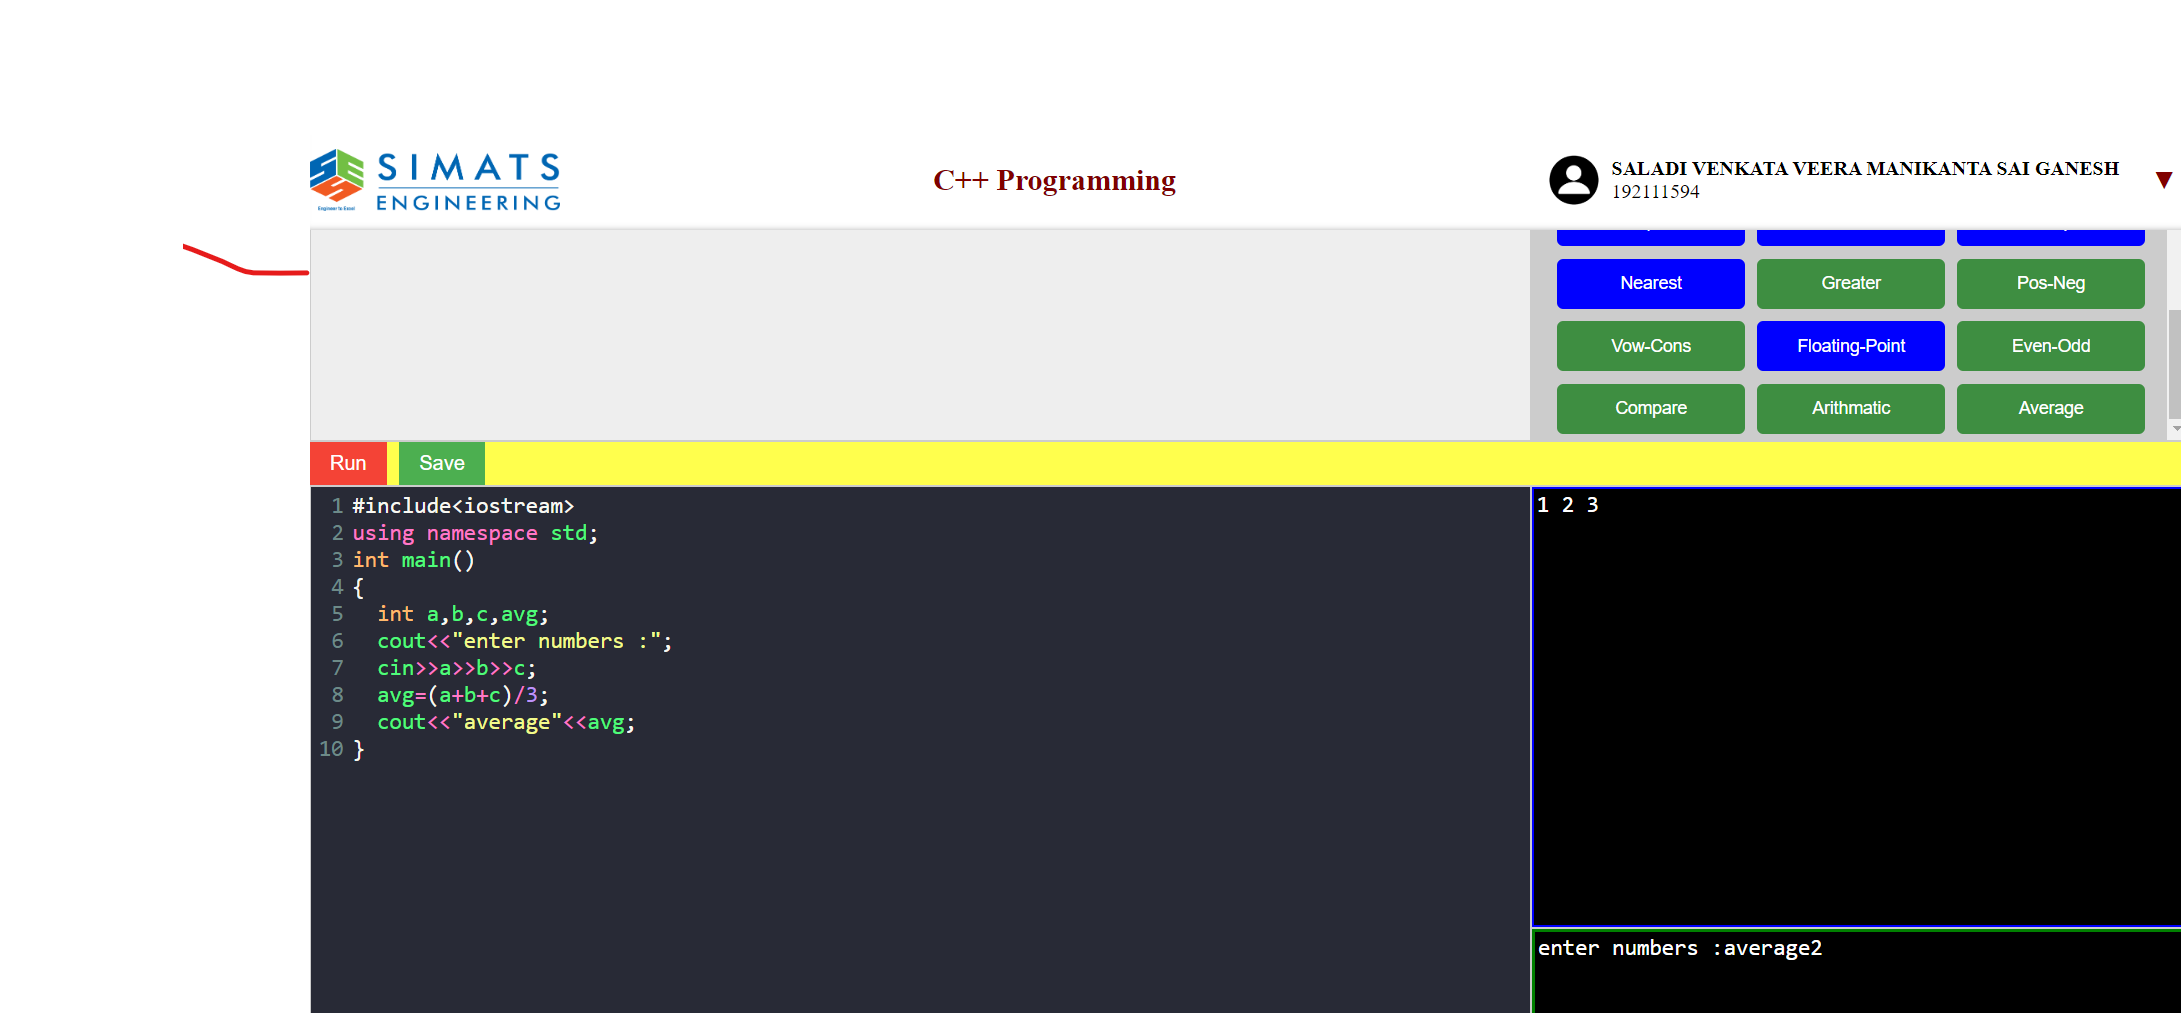 SIMATS
ENGINEERING
Engineer to Excel
C++ Programming
SALADI VENKATA VEERA MANIKANTA SAI GANESH
192111594
Nearest
Greater
Pos-Neg
Vow-Cons
Floating-Point
Even-Odd
Compare
Arithmatic
Average
Run
Save
1 #include<iostream>
2 using namespace std;
3 int main()
4 {
5   int a,b,c,avg;
6   cout<<"enter numbers :";
7   cin>>a>>b>>c;
8   avg=(a+b+c)/3;
9   cout<<"average"<<avg;
10 }
1 2 3
enter numbers :average2